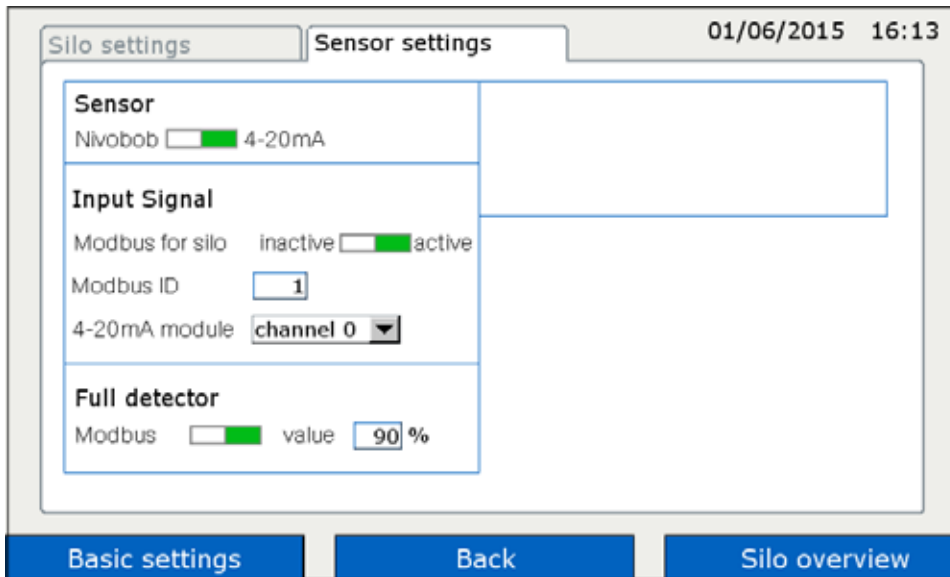 Silo settings
Sensor settings
01/06/2015 16:13
Sensor
Nivobob 4-20mA
Input Signal
Modbus for silo inactive active
Modbus ID 1
4-20mA module channel 0
Full detector
Modbus value 90 %
Basic settings
Back
Silo overview